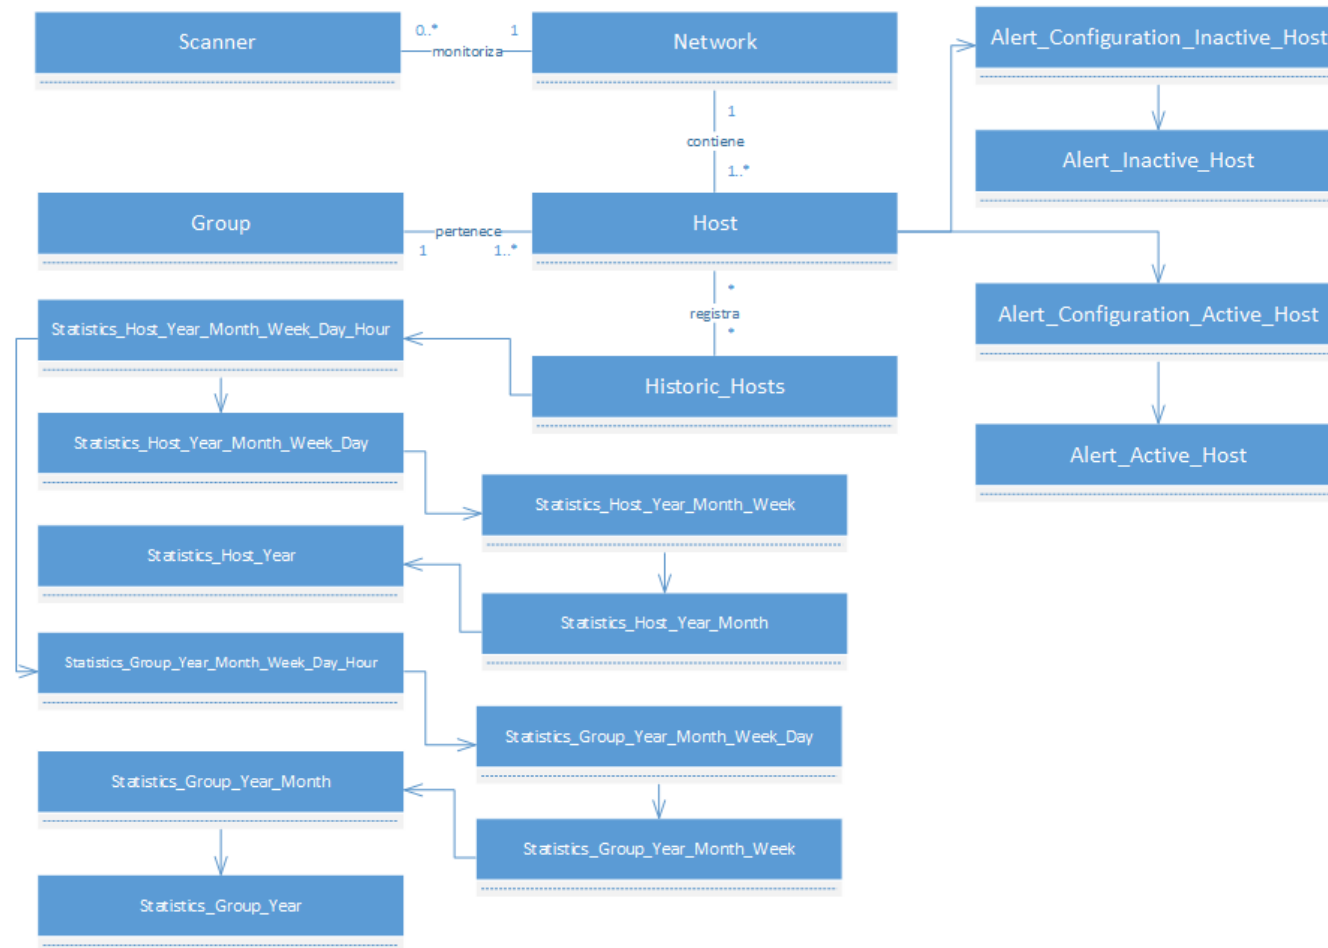 Scanner
0..*
1
monitoriza
Network
Alert_Configuration_Inactive_Host
1
contiene
1..*
Alert_Inactive_Host
Group
pertenece
1
1..*
Host
*
registra
*
Alert_Configuration_Active_Host
Statistics_Host_Year_Month_Week_Day_Hour
Historic_Hosts
Statistics_Host_Year_Month_Week_Day
Alert_Active_Host
Statistics_Host_Year_Month_Week
Statistics_Host_Year
Statistics_Host_Year_Month
Statistics_Group_Year_Month_Week_Day_Hour
Statistics_Group_Year_Month_Week_Day
Statistics_Group_Year_Month
Statistics_Group_Year_Month_Week
Statistics_Group_Year